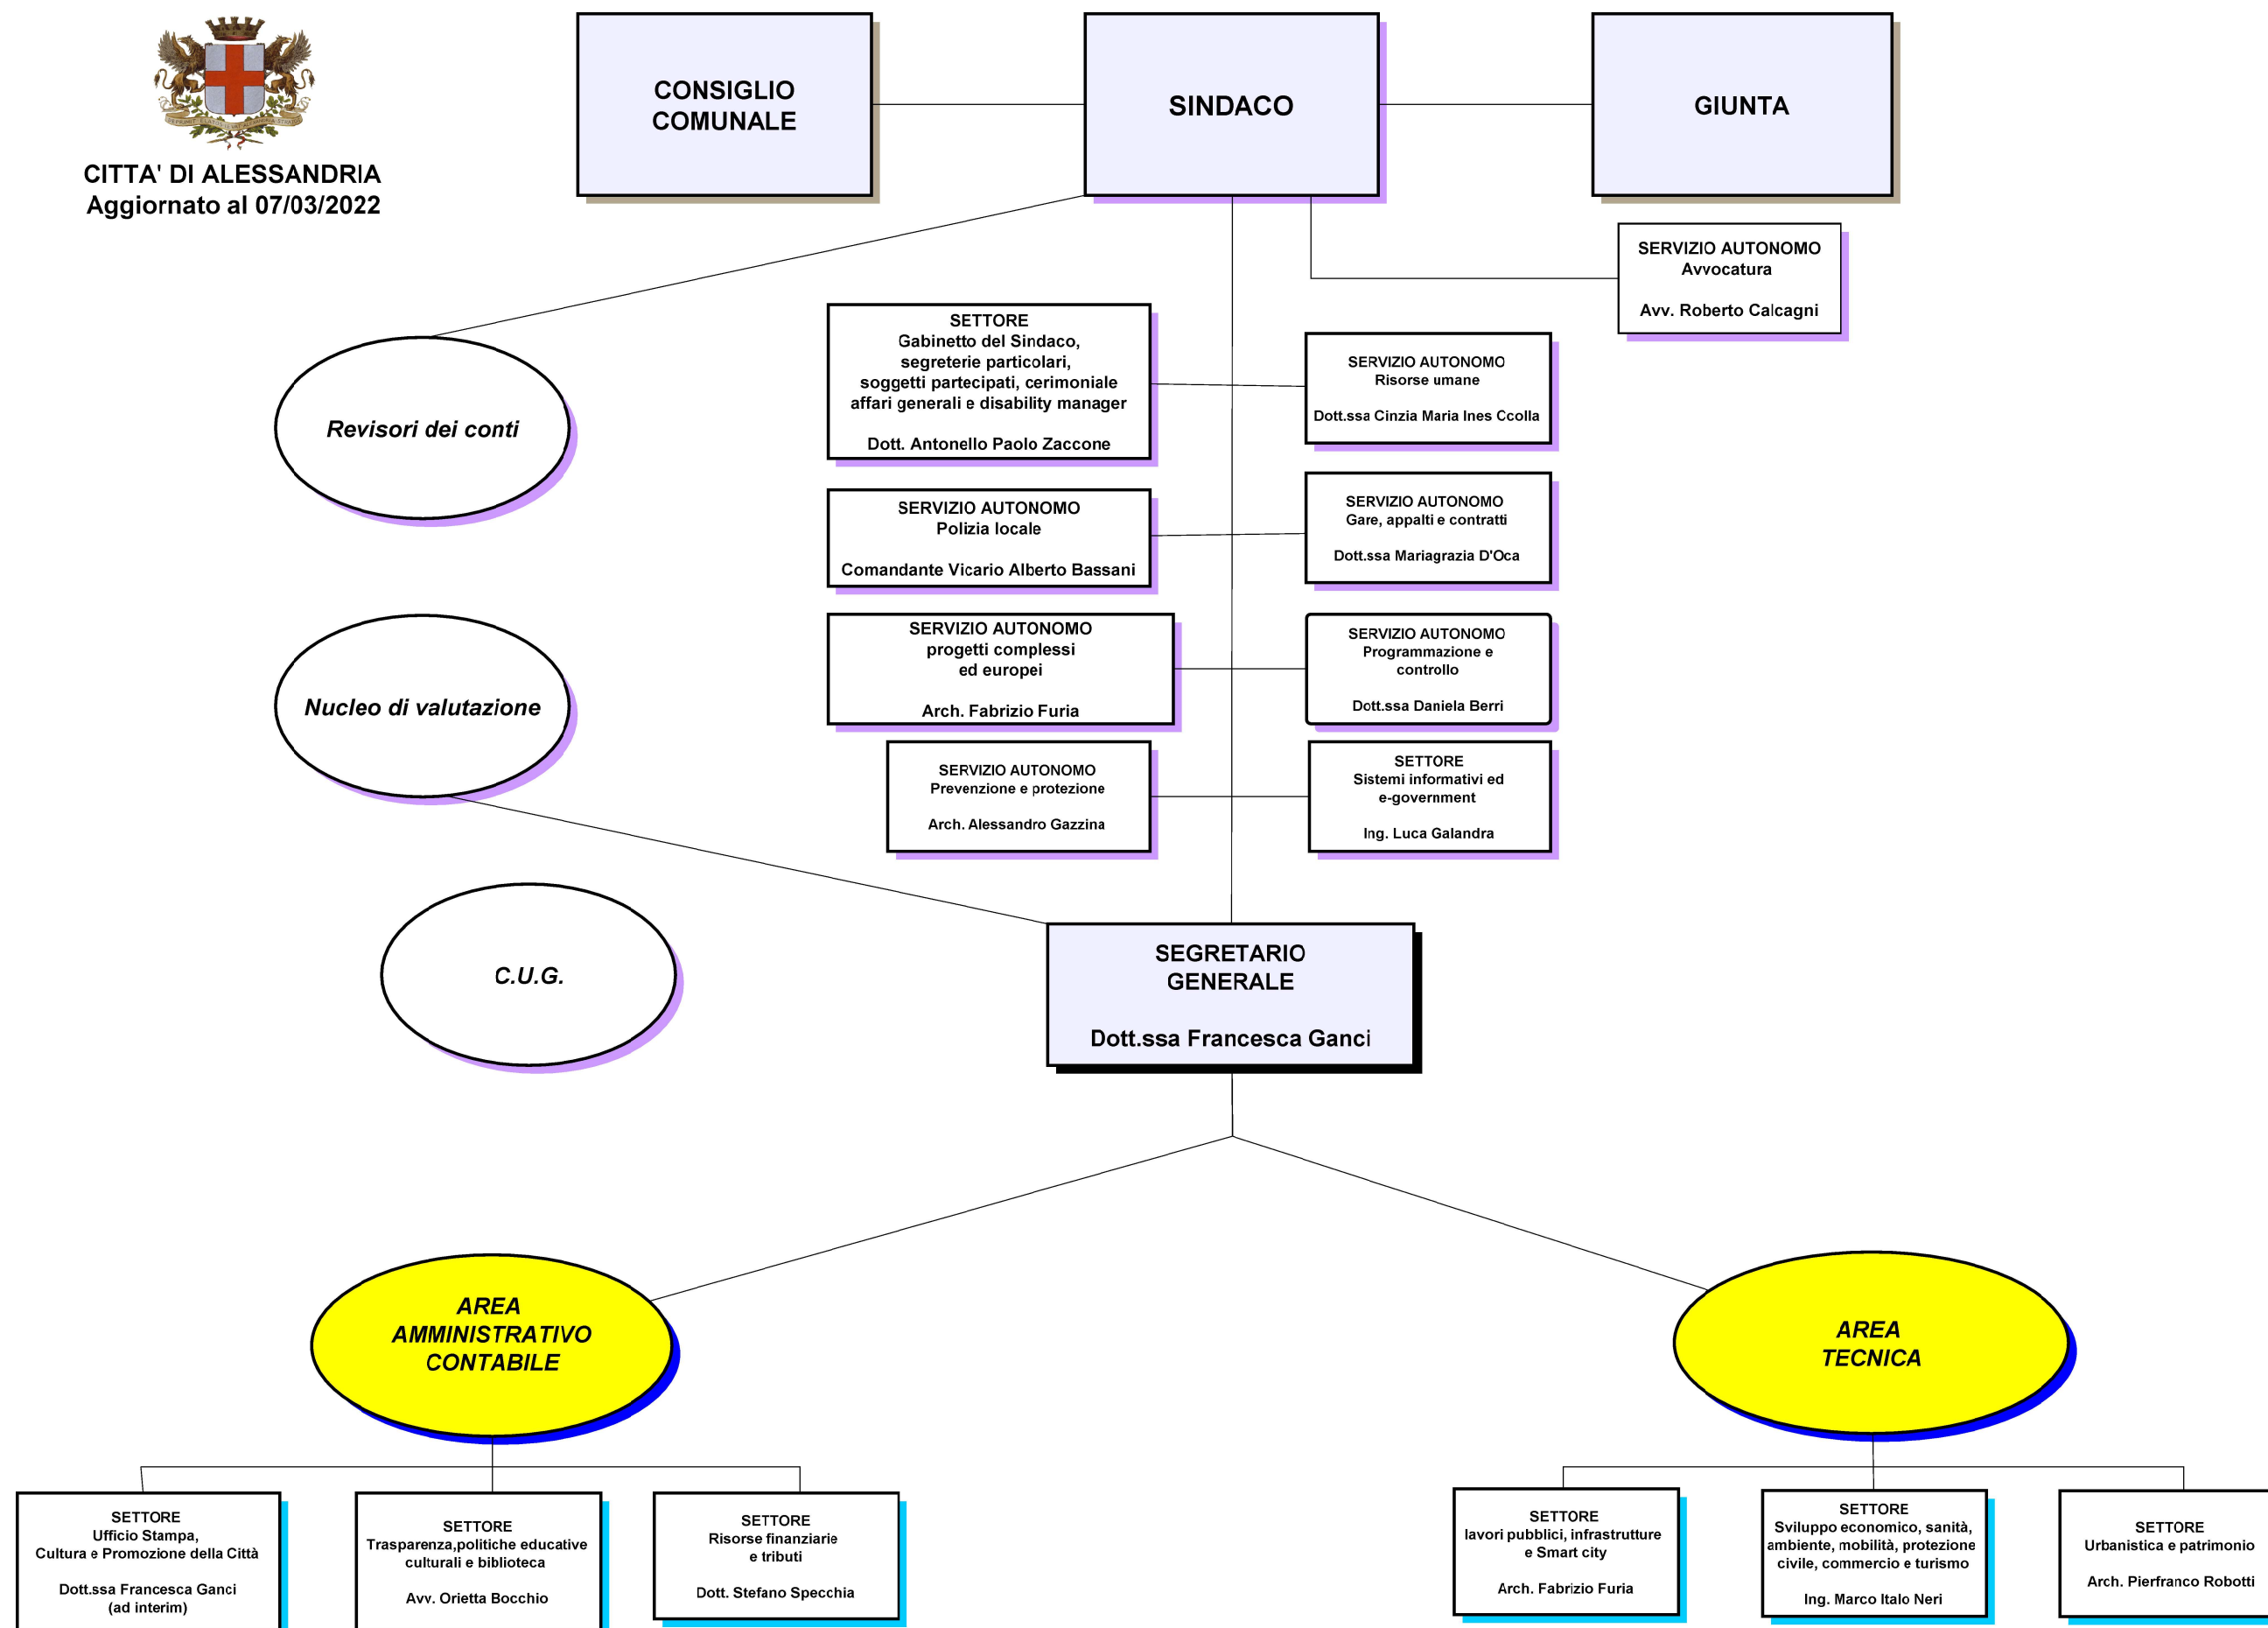 CITTA' DI ALESSANDRIA
Aggiornato al 07/03/2022
CONSIGLIO
COMUNALE
SINDACO
GIUNTA
SERVIZIO AUTONOMO
Avvocatura
Avv. Roberto Calcagni
SETTORE
Gabinetto del Sindaco,
segreterie particolari,
soggetti partecipati, cerimoniale
affari generali e disability manager
Dott. Antonello Paolo Zaccone
SERVIZIO AUTONOMO
Risorse umane
Dott.ssa Cinzia Maria Ines Ccolla
Revisori dei conti
SERVIZIO AUTONOMO
Polizia locale
Comandante Vicario Alberto Bassani
SERVIZIO AUTONOMO
Gare, appalti e contratti
Dott.ssa Mariagrazia D'Oca
SERVIZIO AUTONOMO
progetti complessi
ed europei
Arch. Fabrizio Furia
SERVIZIO AUTONOMO
Programmazione e
controllo
Dott.ssa Daniela Berri
Nucleo di valutazione
SERVIZIO AUTONOMO
Prevenzione e protezione
Arch. Alessandro Gazzina
SETTORE
Sistemi informativi ed
e-government
Ing. Luca Galandra
C.U.G.
SEGRETARIO
GENERALE
Dott.ssa Francesca Ganci
AREA
AMMINISTRATIVO
CONTABILE
AREA
TECNICA
SETTORE
Ufficio Stampa,
Cultura e Promozione della Città
Dott.ssa Francesca Ganci
(ad interim)
SETTORE
Trasparenza,politiche educative
culturali e biblioteca
Avv. Orietta Bocchio
SETTORE
Risorse finanziarie
e tributi
Dott. Stefano Specchia
SETTORE
lavori pubblici, infrastrutture
e Smart city
Arch. Fabrizio Furia
SETTORE
Sviluppo economico, sanità,
ambiente, mobilità, protezione
civile, commercio e turismo
Ing. Marco Italo Neri
SETTORE
Urbanistica e patrimonio
Arch. Pierfranco Robotti